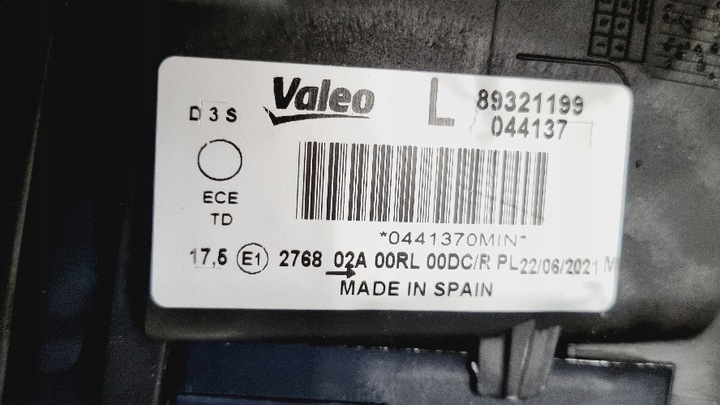 Valeo L 89321199
D 3 S 044137
ECE
TD
*0441370MIN*
17,5 E1 2768 02A 00RL 00DC/R PL 22/06/2021 M
MADE IN SPAIN